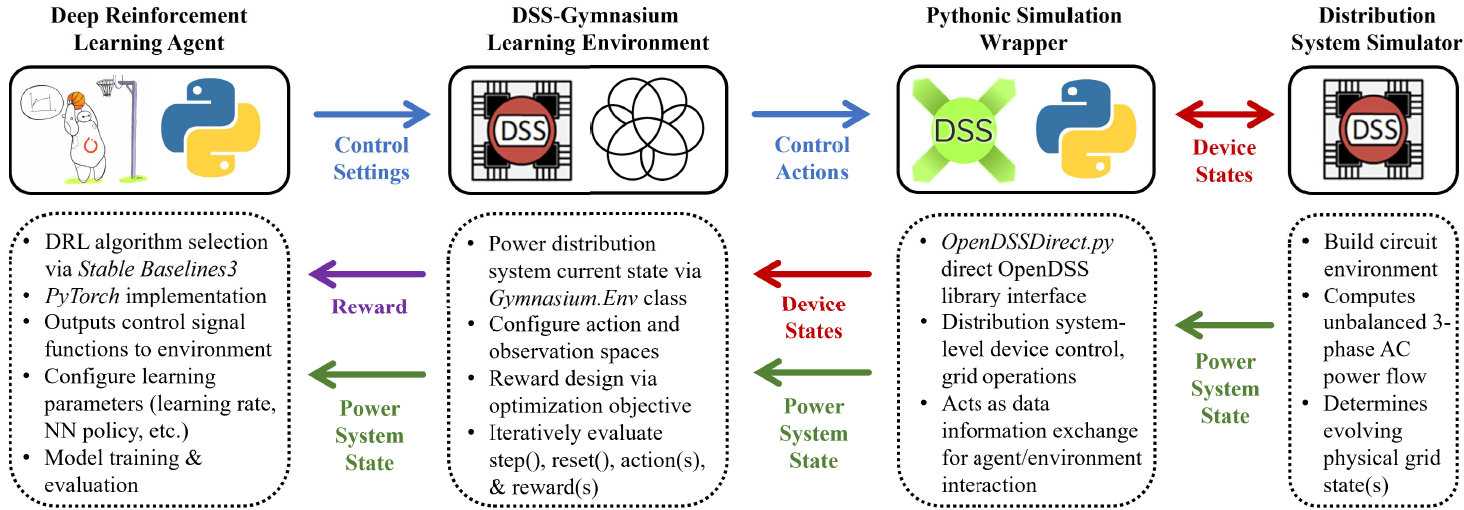 Deep Reinforcement
Learning Agent
DSS-Gymnasium
Learning Environment
Pythonic Simulation
Wrapper
Distribution
System Simulator
Control
Settings
DSS
Control
Actions
DSS
Device
States
DSS
• DRL algorithm selection
via Stable Baselines3
• PyTorch implementation
• Outputs control signal
functions to environment
• Configure learning
parameters (learning rate,
NN policy, etc.)
• Model training &
evaluation
Reward
Power
System
State
• Power distribution
system current state via
Gymnasium.Env class
• Configure action and
observation spaces
• Reward design via
optimization objective
• Iteratively evaluate
step(), reset(), action(s),
& reward(s)
Device
States
Power
System
State
• OpenDSSDirect.py
direct OpenDSS
library interface
• Distribution system-
level device control,
grid operations
• Acts as data
information exchange
for agent/environment
interaction
Power
System
State
• Build circuit
environment
• Computes
unbalanced 3-
phase AC
power flow
• Determines
evolving
physical grid
state(s)